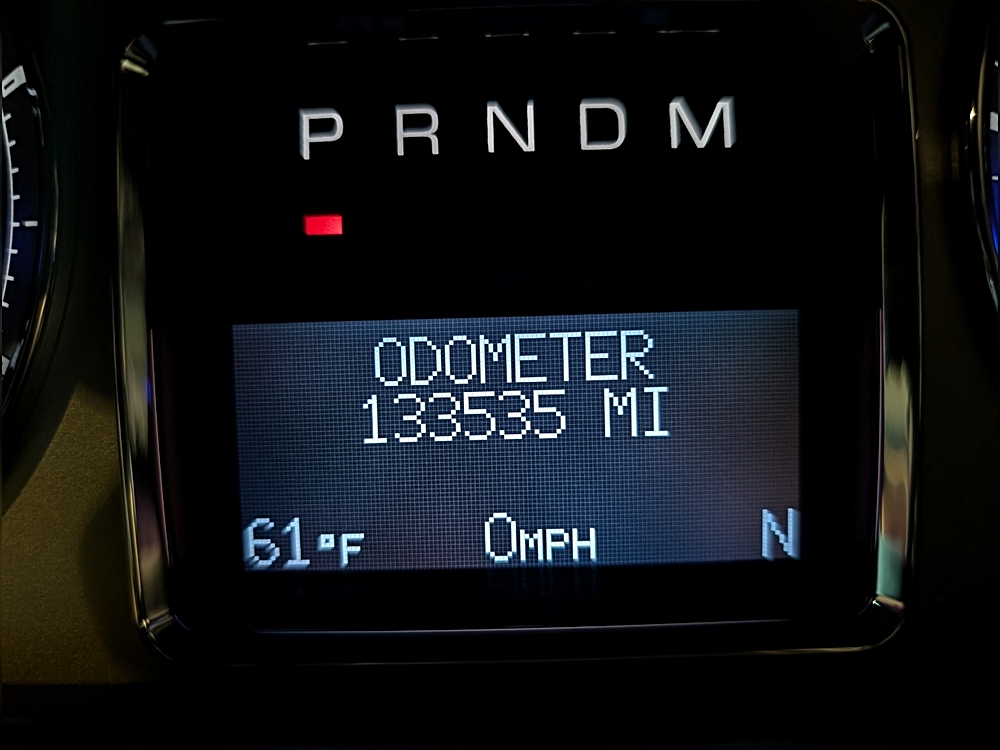 P R N D M
ODOMETER
133535 MI
61°F 0MPH N